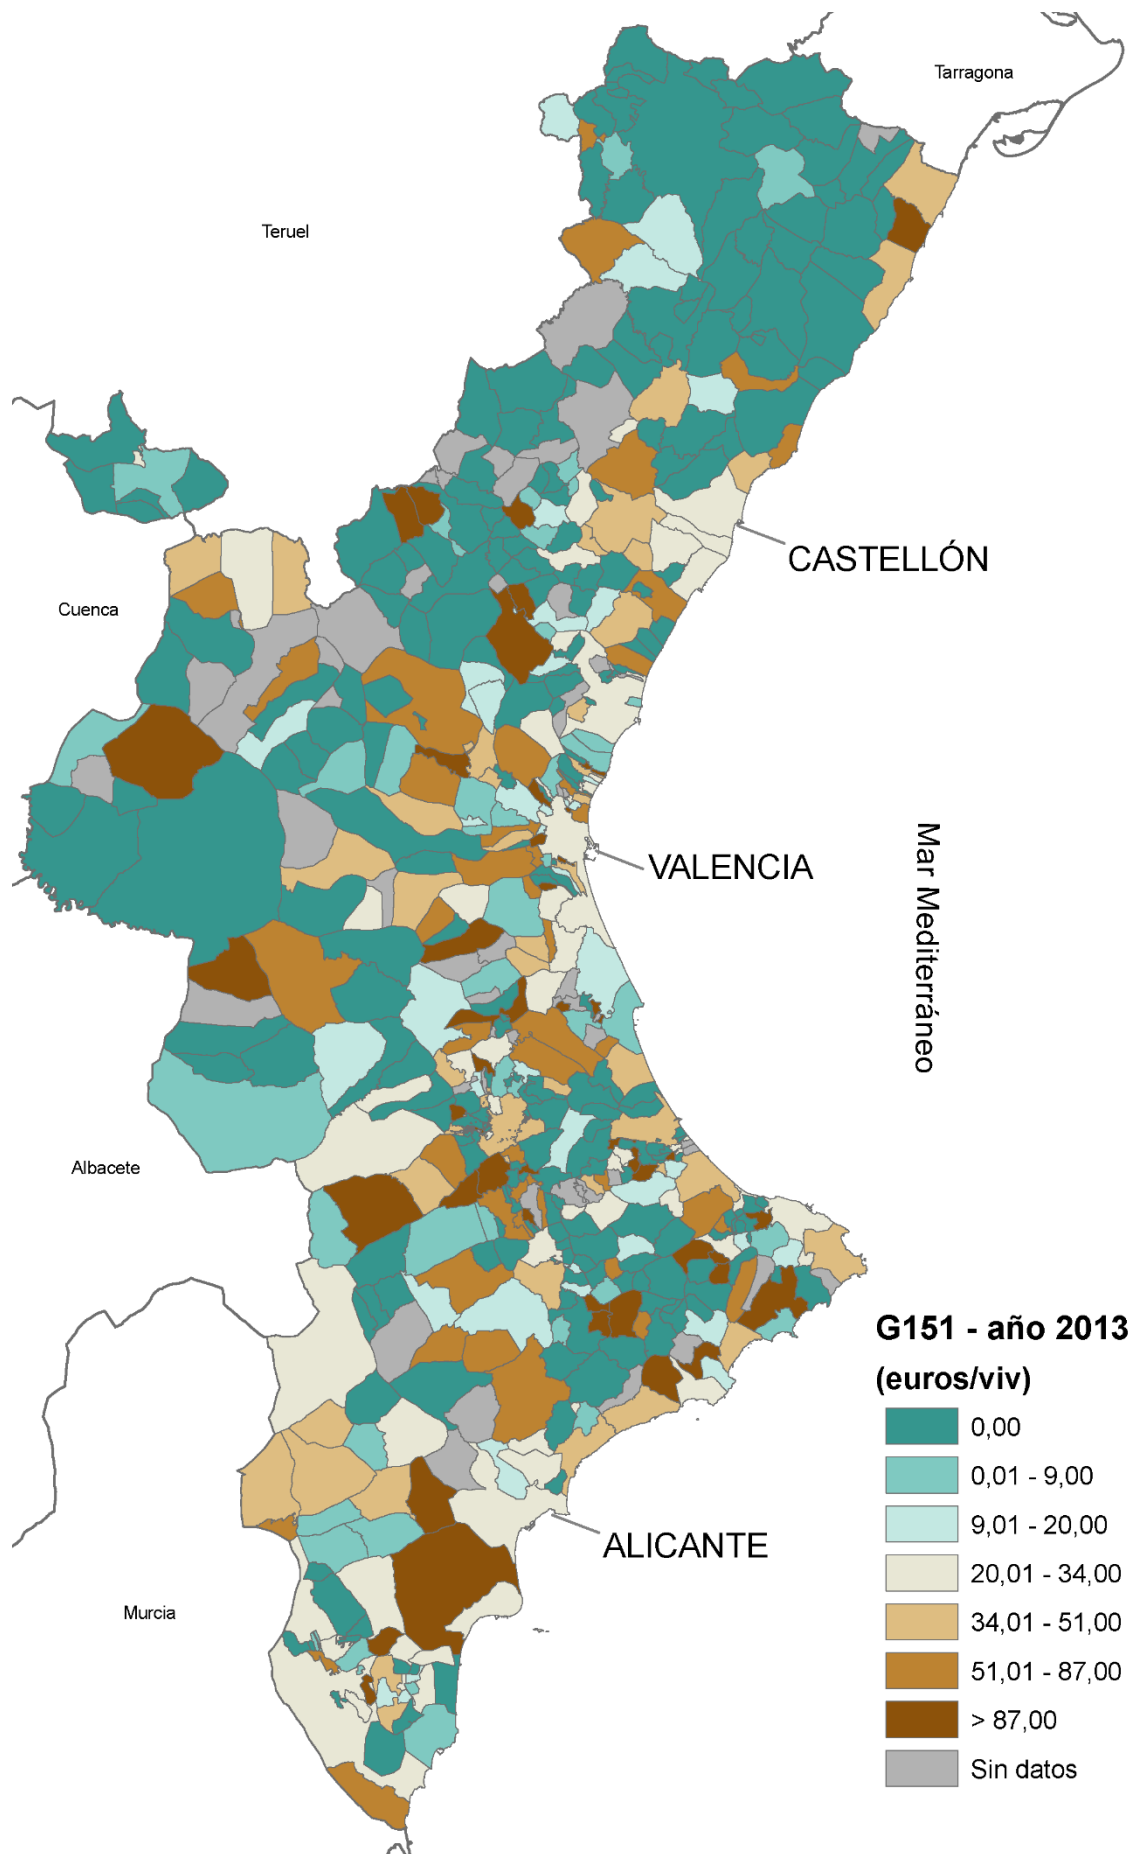 Tarragona
Teruel
CASTELLÓN
Cuenca
VALENCIA
Mar Mediterráneo
Albacete
ALICANTE
Murcia
G151 - año 2013
(euros/viv)
0,00
0,01 - 9,00
9,01 - 20,00
20,01 - 34,00
34,01 - 51,00
51,01 - 87,00
> 87,00
Sin datos